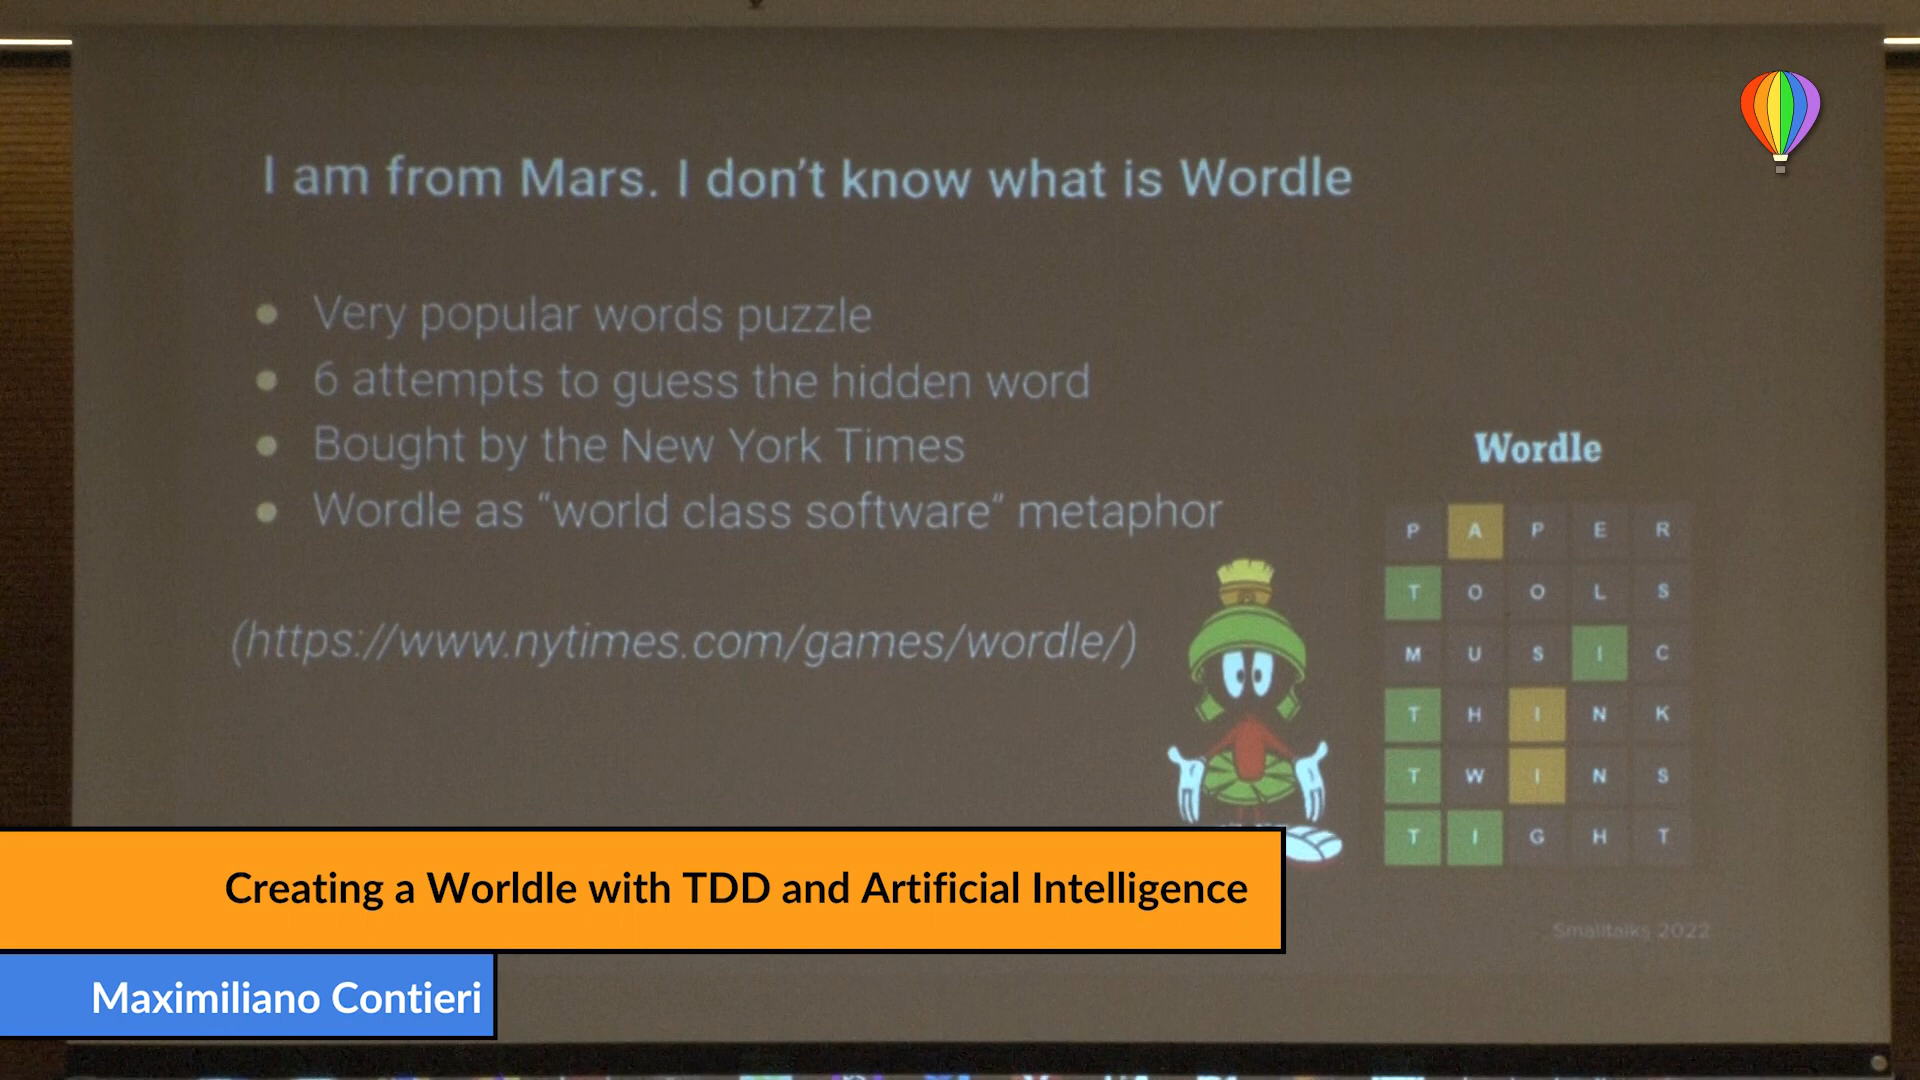 I am from Mars. I don’t know what is Wordle
Very popular words puzzle
6 attempts to guess the hidden word
Bought by the New York Times
Wordle as “world class software” metaphor
(https://www.nytimes.com/games/wordle/)
Wordle
P A P E R
T O O L S
M U S I C
T H I N K
T W I N S
T I G H T
Smalltalks 2022
Creating a Worldle with TDD and Artificial Intelligence
Maximiliano Contieri